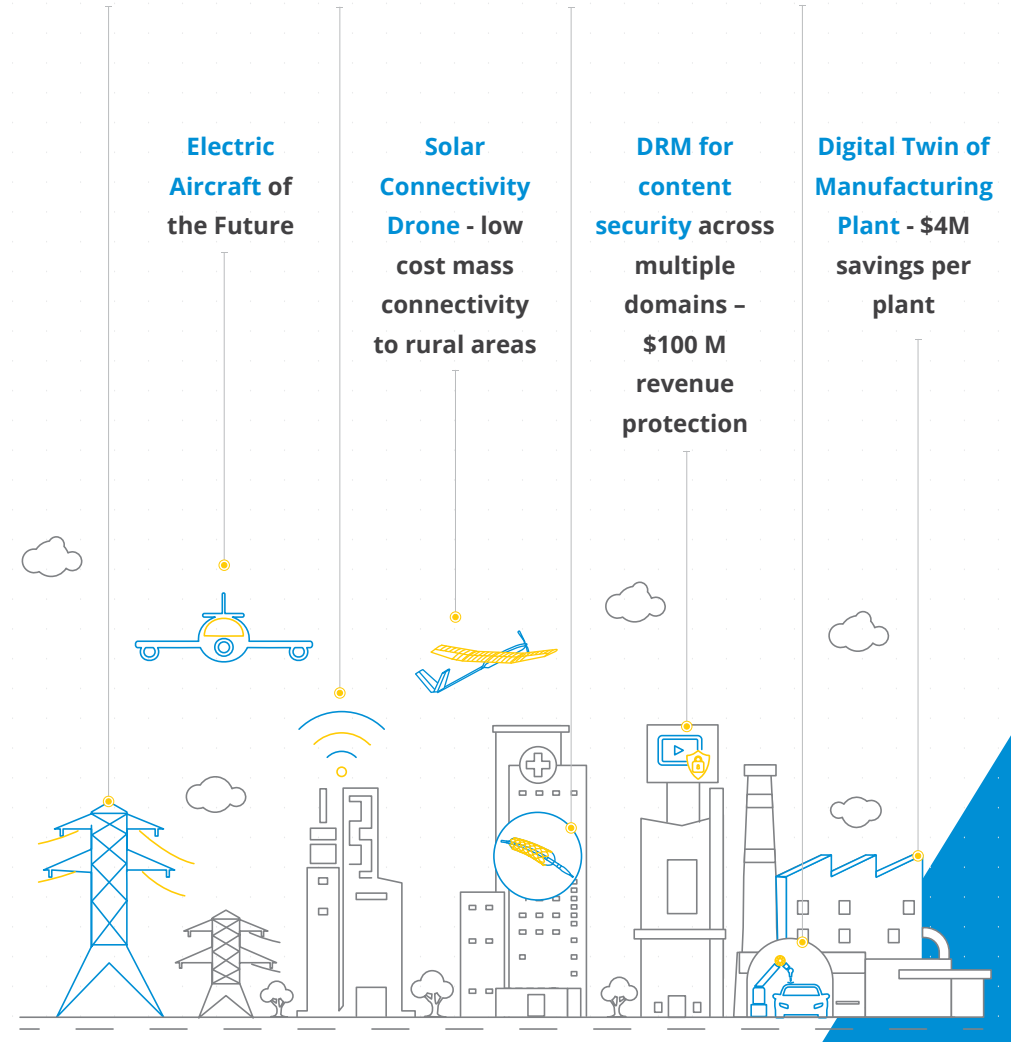 Electric
Aircraft of
the Future
Solar
Connectivity
Drone - low
cost mass
connectivity
to rural areas
DRM for
content
security across
multiple
domains –
$100 M
revenue
protection
Digital Twin of
Manufacturing
Plant - $4M
savings per
plant